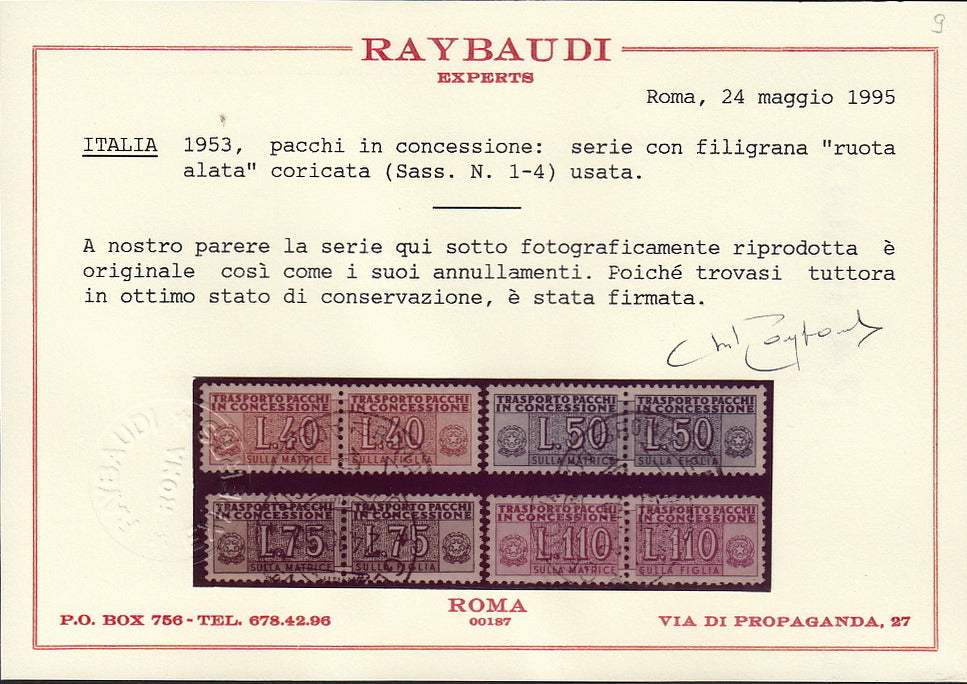 9
RAYBAUDI
EXPERTS
Roma, 24 maggio 1995
ITALIA 1953, pacchi in concessione: serie con filigrana "ruota
alata" coricata (Sass. N. 1-4) usata.
A nostro parere la serie qui sotto fotograficamente riprodotta è
originale così come i suoi annullamenti. Poiché trovasi tuttora
in ottimo stato di conservazione, è stata firmata.
TRASPORTO PACCHI TRASPORTO PACCHI
IN CONCESSIONE IN CONCESSIONE
L.40 L.40
SULLA MATRICE SULLA FIGLIA
TRASPORTO PACCHI TRASPORTO PACCHI
IN CONCESSIONE IN CONCESSIONE
L.50 L.50
SULLA MATRICE SULLA FIGLIA
TRASPORTO PACCHI TRASPORTO PACCHI
IN CONCESSIONE IN CONCESSIONE
L.75 L.75
SULLA MATRICE SULLA FIGLIA
TRASPORTO PACCHI TRASPORTO PACCHI
IN CONCESSIONE IN CONCESSIONE
L.110 L.110
SULLA MATRICE SULLA FIGLIA
RAYBAUDI
ROMA
P.O. BOX 756 - TEL. 678.42.96
ROMA
00187
VIA DI PROPAGANDA, 27